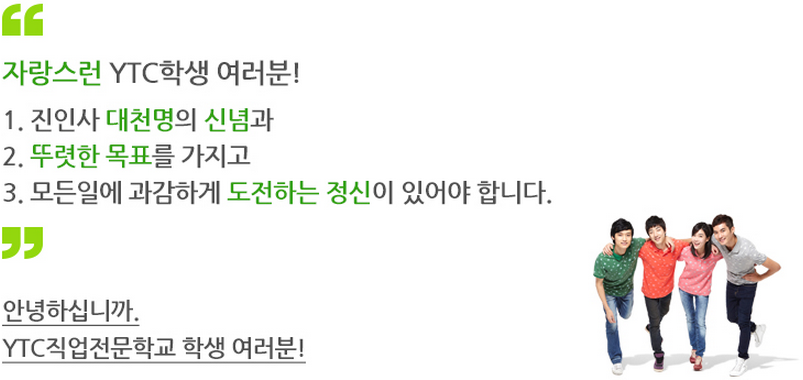 자랑스런 YTC학생 여러분!
1. 진인사 대천명의 신념과
2. 뚜렷한 목표를 가지고
3. 모든일에 과감하게 도전하는 정신이 있어야 합니다.
안녕하십니까.
YTC직업전문학교 학생 여러분!